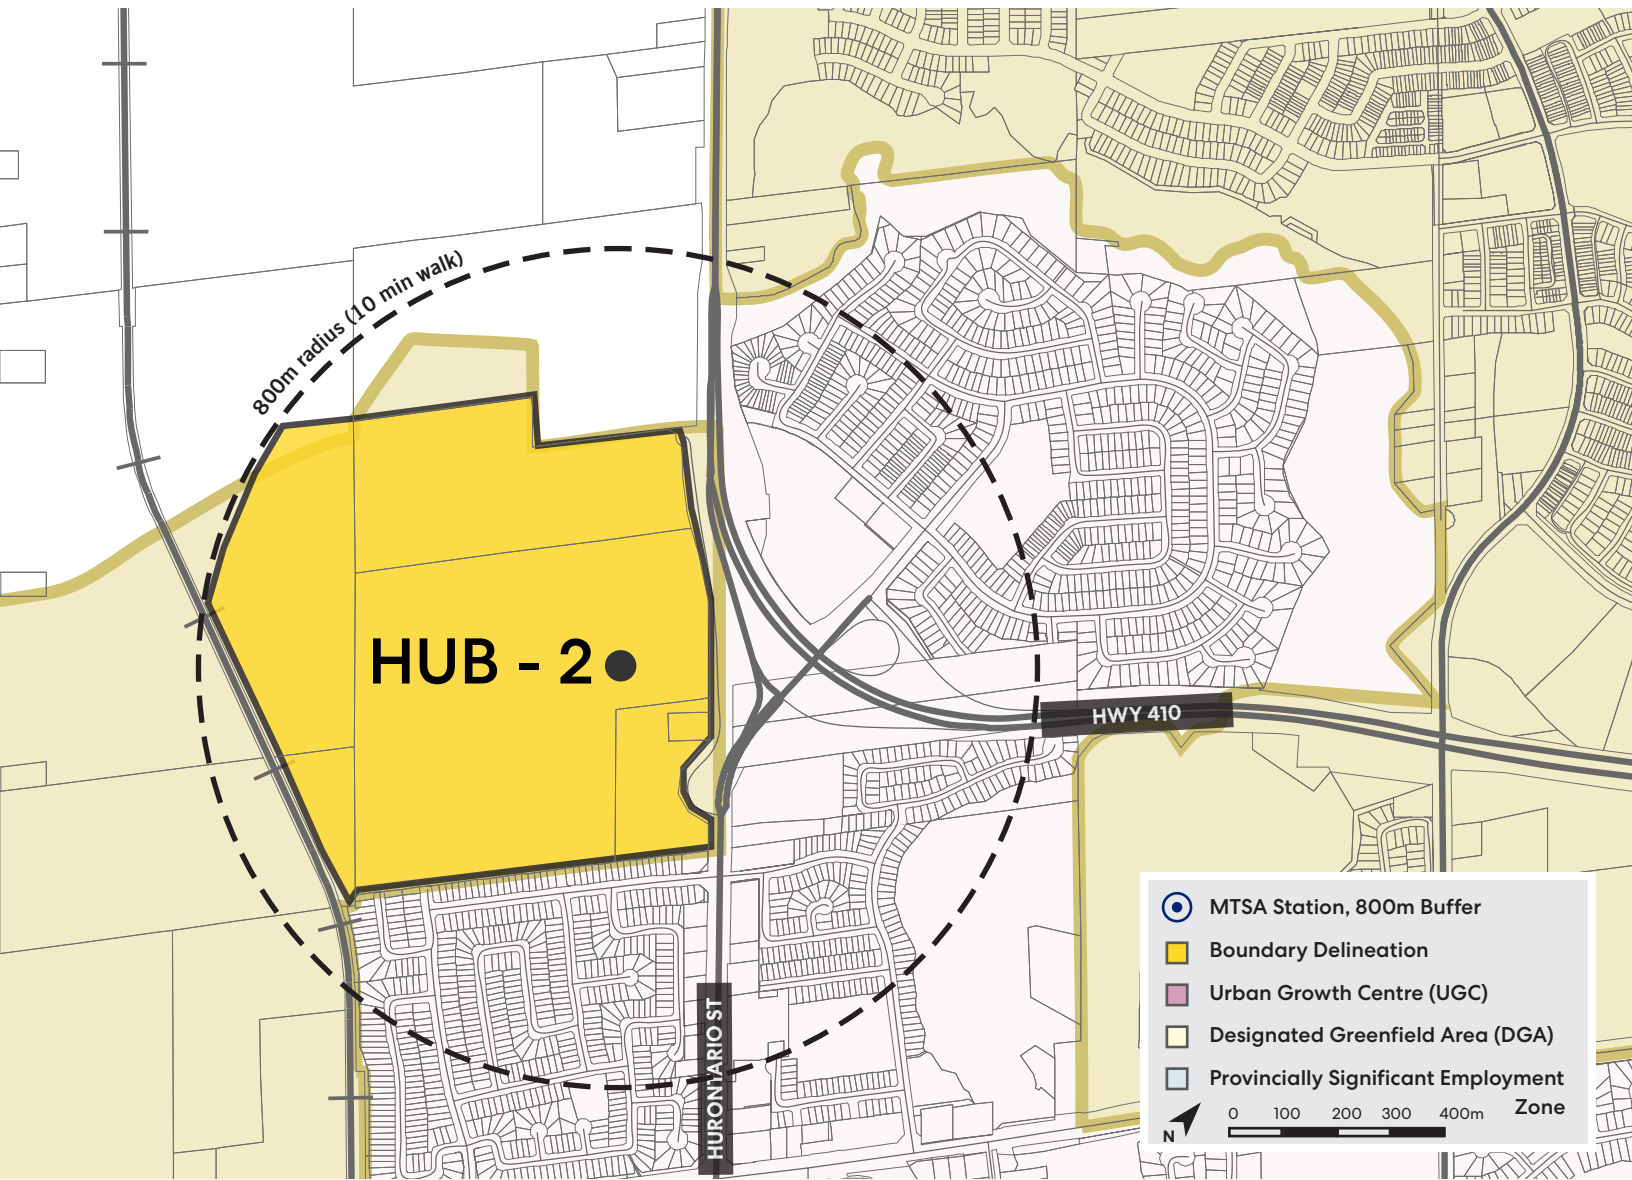 800m radius (10 min walk)
HUB - 2
HWY 410
HURONTARIO ST
MTSA Station, 800m Buffer
Boundary Delineation
Urban Growth Centre (UGC)
Designated Greenfield Area (DGA)
Provincially Significant Employment
Zone
0 100 200 300 400m
N